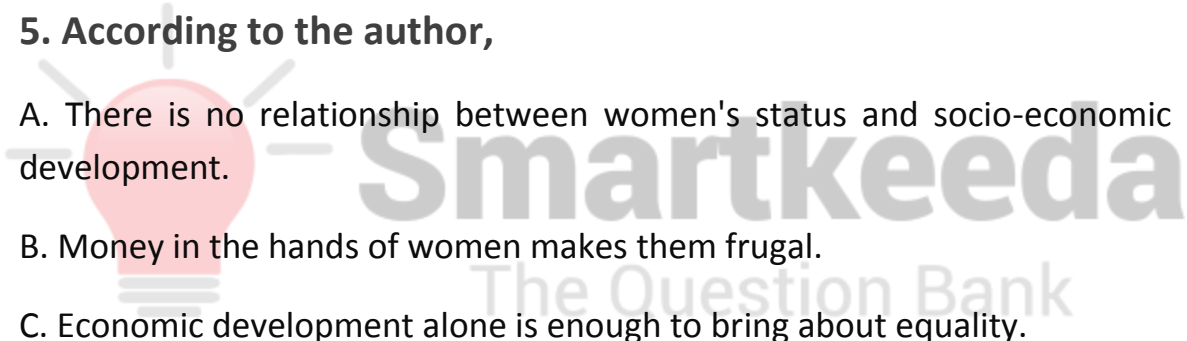 5. According to the author,
A. There is no relationship between women's status and socio-economic
development.
Smartkeeda
B. Money in the hands of women makes them frugal.
The Question Bank
C. Economic development alone is enough to bring about equality.